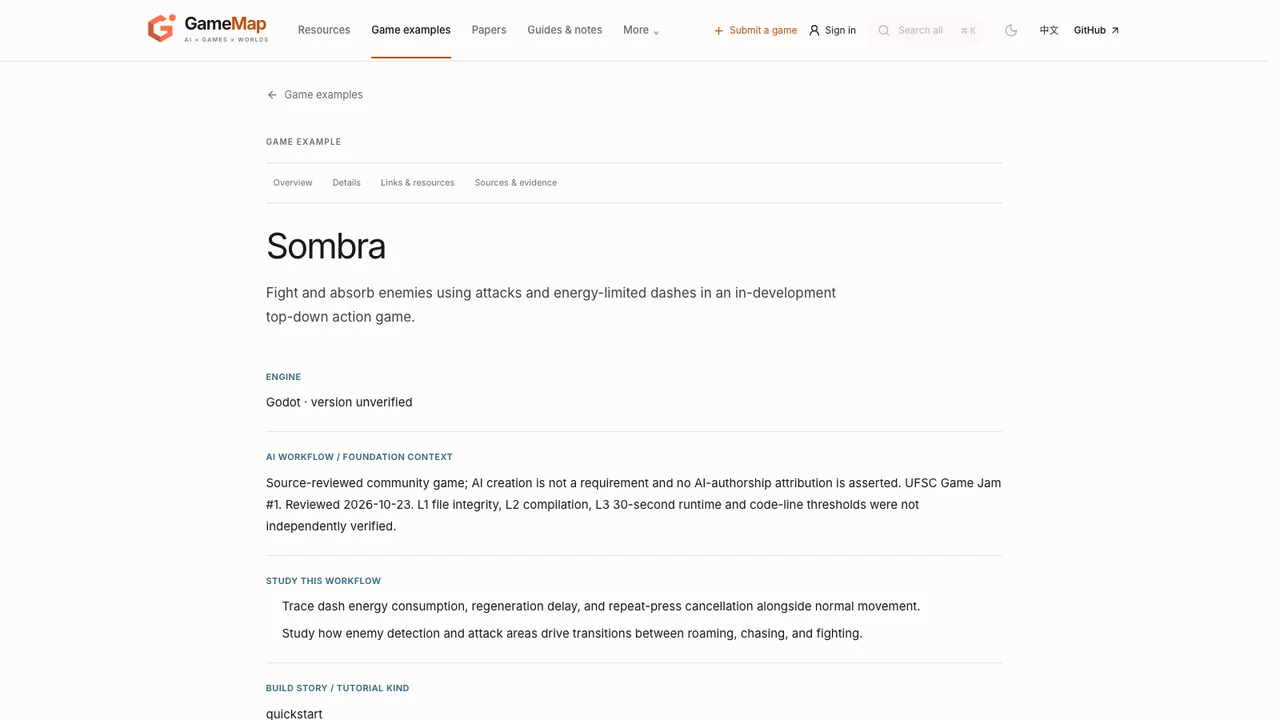 GameMap
AI × GAMES × WORLDS
Resources
Game examples
Papers
Guides & notes
More
+ Submit a game
Sign in
Search all
⌘ K
中文
GitHub ↗
← Game examples
GAME EXAMPLE
Overview
Details
Links & resources
Sources & evidence
Sombra
Fight and absorb enemies using attacks and energy-limited dashes in an in-development
top-down action game.
ENGINE
Godot · version unverified
AI WORKFLOW / FOUNDATION CONTEXT
Source-reviewed community game; AI creation is not a requirement and no AI-authorship attribution is asserted. UFSC Game Jam
#1. Reviewed 2026-10-23. L1 file integrity, L2 compilation, L3 30-second runtime and code-line thresholds were not
independently verified.
STUDY THIS WORKFLOW
Trace dash energy consumption, regeneration delay, and repeat-press cancellation alongside normal movement.
Study how enemy detection and attack areas drive transitions between roaming, chasing, and fighting.
BUILD STORY / TUTORIAL KIND
quickstart